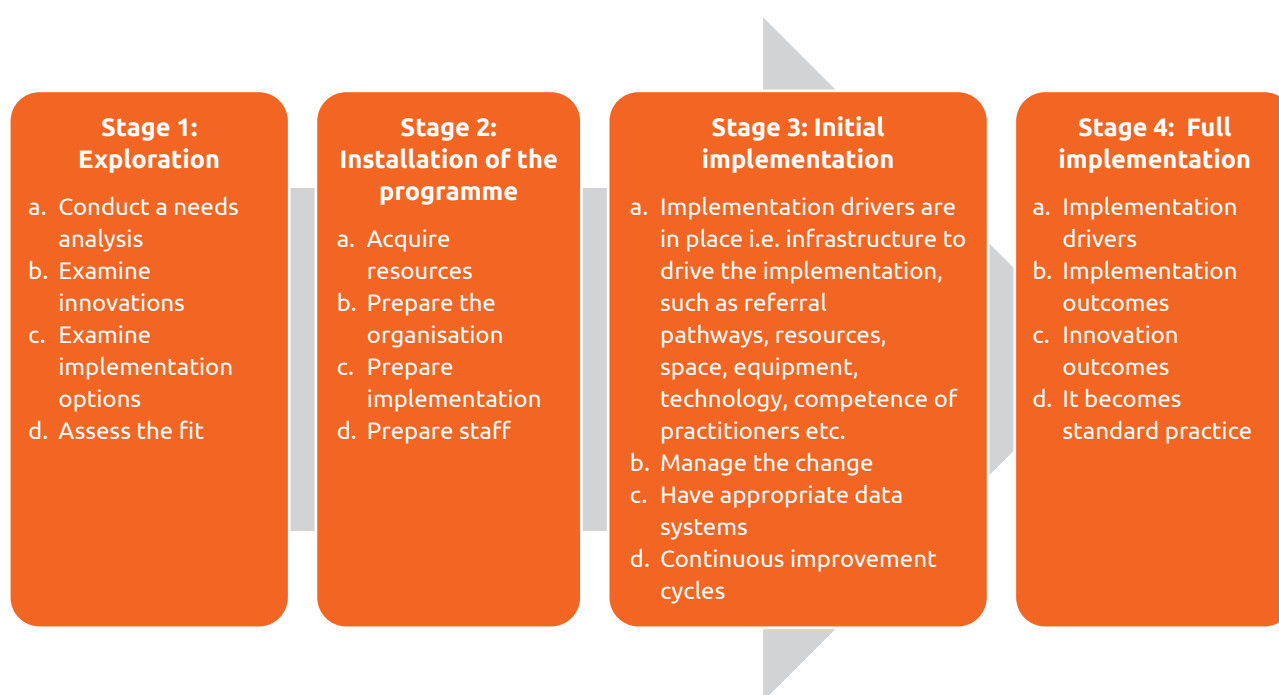 Stage 1:
Exploration
a. Conduct a needs
analysis
b. Examine
innovations
c. Examine
implementation
options
d. Assess the fit
Stage 2:
Installation of the
programme
a. Acquire
resources
b. Prepare the
organisation
c. Prepare
implementation
d. Prepare staff
Stage 3: Initial
implementation
a. Implementation drivers are
in place i.e. infrastructure to
drive the implementation,
such as referral
pathways, resources,
space, equipment,
technology, competence of
practitioners etc.
b. Manage the change
c. Have appropriate data
systems
d. Continuous improvement
cycles
Stage 4: Full
implementation
a. Implementation
drivers
b. Implementation
outcomes
c. Innovation
outcomes
d. It becomes
standard practice